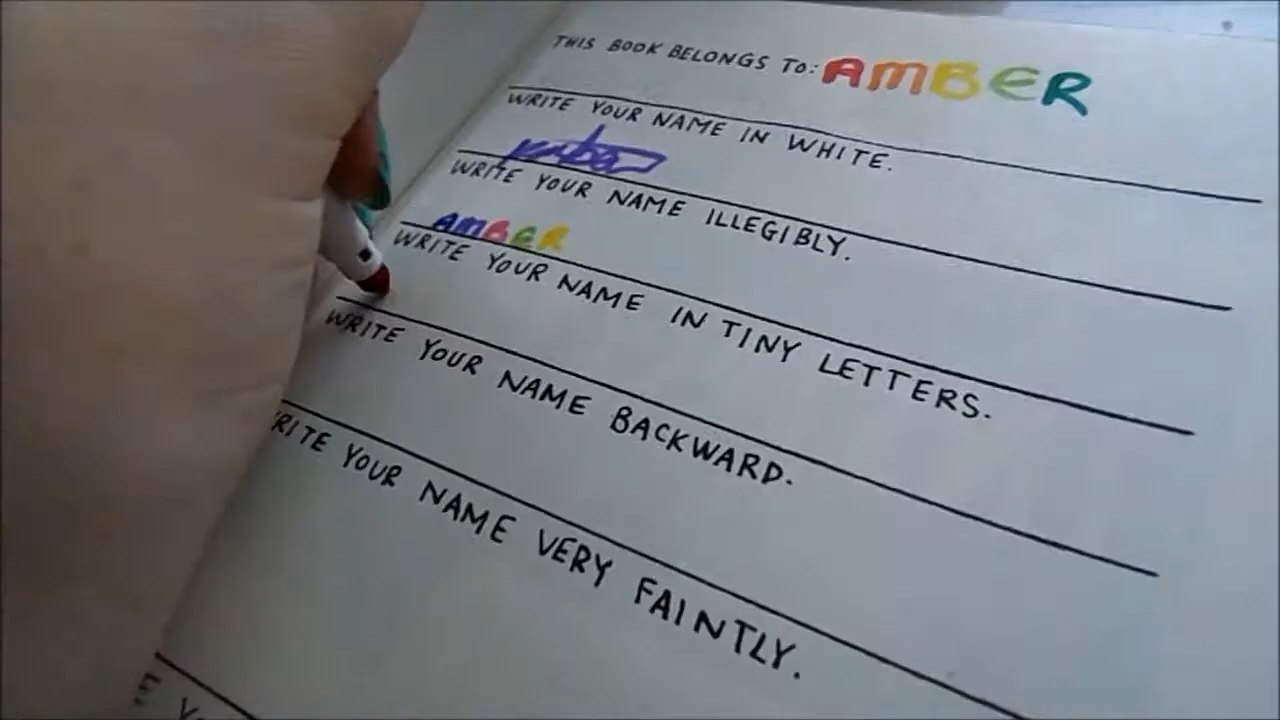 THIS BOOK BELONGS TO: AMBER
WRITE YOUR NAME IN WHITE.
WRITE YOUR NAME ILLEGIBLY.
AMBER
WRITE YOUR NAME IN TINY LETTERS.
WRITE YOUR NAME BACKWARD.
RITE YOUR NAME VERY FAINTLY.